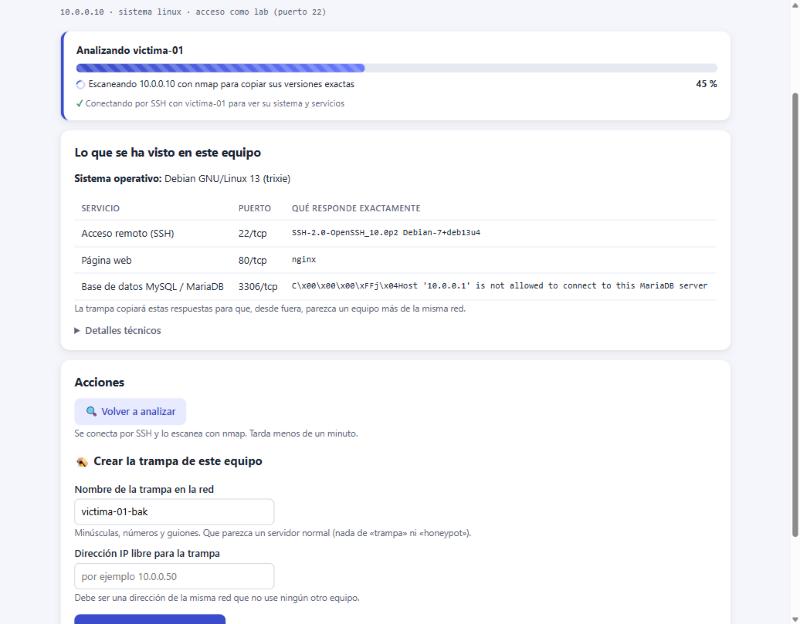 10.0.0.10 · sistema linux · acceso como lab (puerto 22)
Analizando victima-01
Escaneando 10.0.0.10 con nmap para copiar sus versiones exactas 45 %
✓ Conectando por SSH con victima-01 para ver su sistema y servicios
Lo que se ha visto en este equipo
Sistema operativo: Debian GNU/Linux 13 (trixie)
SERVICIO PUERTO QUÉ RESPONDE EXACTAMENTE
Acceso remoto (SSH) 22/tcp SSH-2.0-OpenSSH_10.0p2 Debian-7+deb13u4
Página web 80/tcp nginx
Base de datos MySQL / MariaDB 3306/tcp C\x00\x00\x00\xFFj\x04Host '10.0.0.1' is not allowed to connect to this MariaDB server
La trampa copiará estas respuestas para que, desde fuera, parezca un equipo más de la misma red.
▶ Detalles técnicos
Acciones
Volver a analizar
Se conecta por SSH y lo escanea con nmap. Tarda menos de un minuto.
Crear la trampa de este equipo
Nombre de la trampa en la red
victima-01-bak
Minúsculas, números y guiones. Que parezca un servidor normal (nada de «trampa» ni «honeypot»).
Dirección IP libre para la trampa
por ejemplo 10.0.0.50
Debe ser una dirección de la misma red que no use ningún otro equipo.